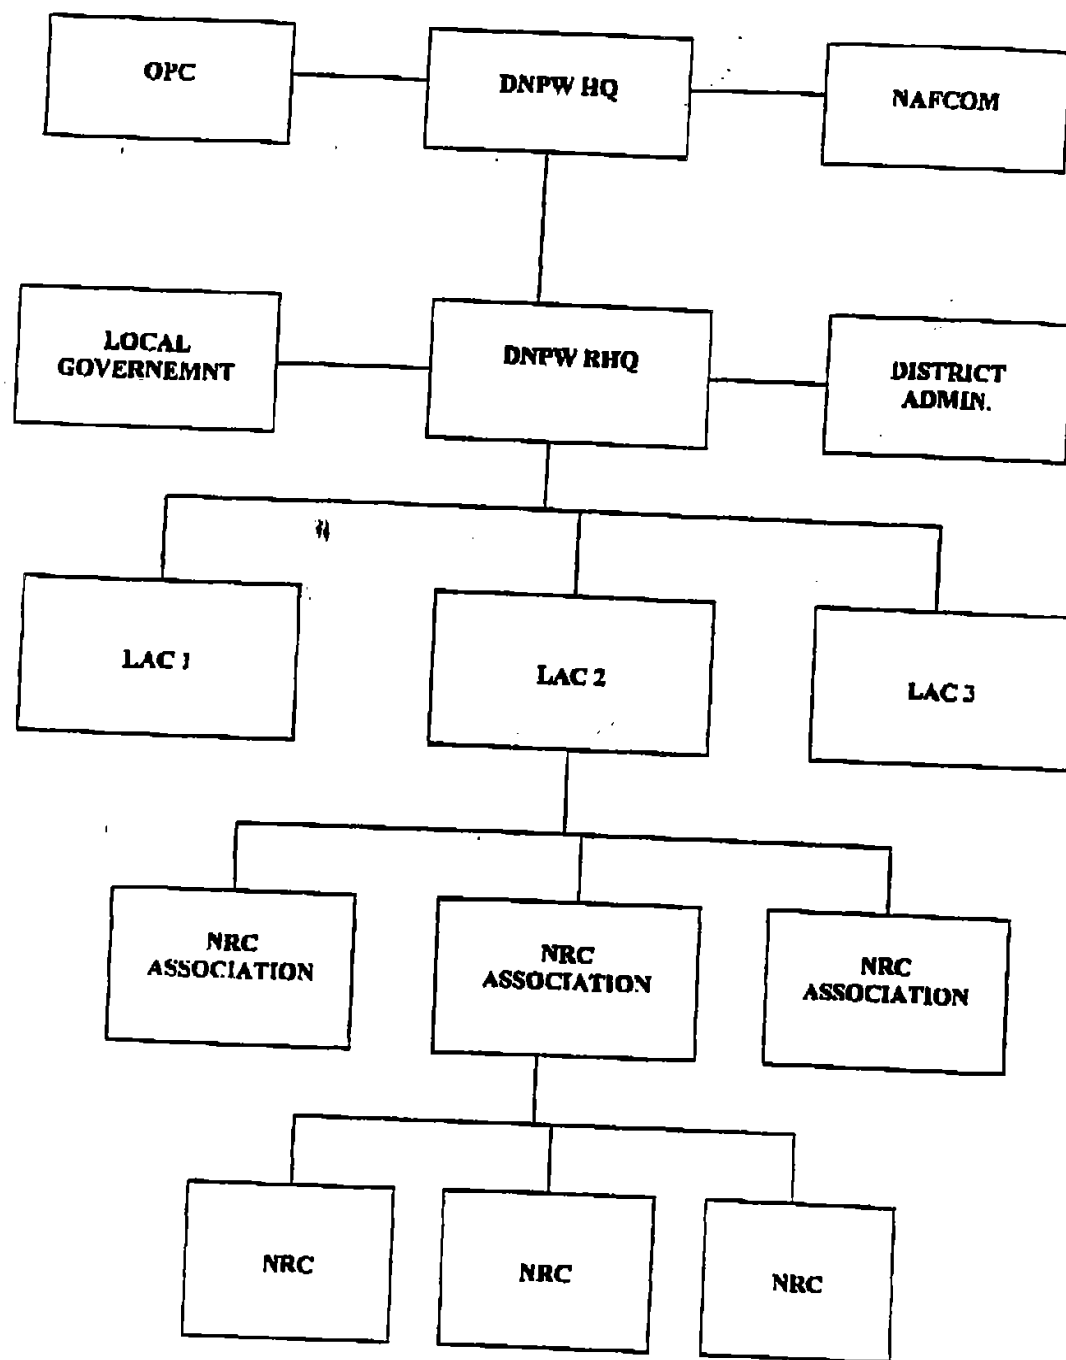 OPC
DNPW HQ
NAFCOM
LOCAL
GOVERNEMNT
DNPW RHQ
DISTRICT
ADMIN.
LAC 1
LAC 2
LAC 3
NRC
ASSOCIATION
NRC
ASSOCIATION
NRC
ASSOCIATION
NRC
NRC
NRC